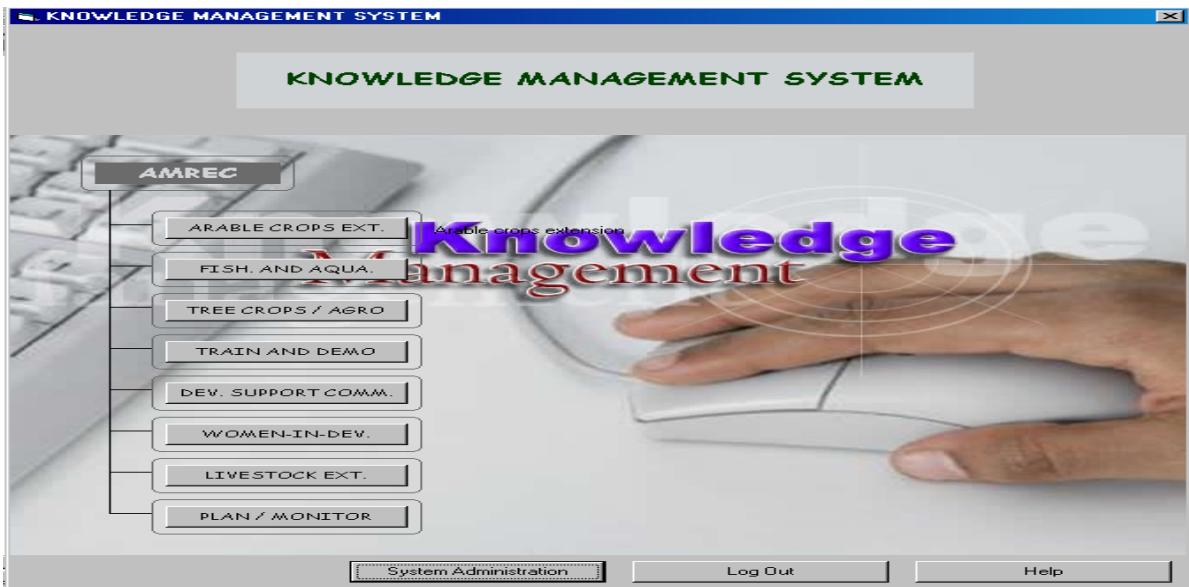 KNOWLEDGE MANAGEMENT SYSTEM
KNOWLEDGE MANAGEMENT SYSTEM
AMREC
ARABLE CROPS EXT.
Arable crops extension
Knowledge
Management
FISH. AND AQUA.
TREE CROPS / AGRO
TRAIN AND DEMO
DEV. SUPPORT COMM.
WOMEN-IN-DEV.
LIVESTOCK EXT.
PLAN / MONITOR
System Administration
Log Out
Help